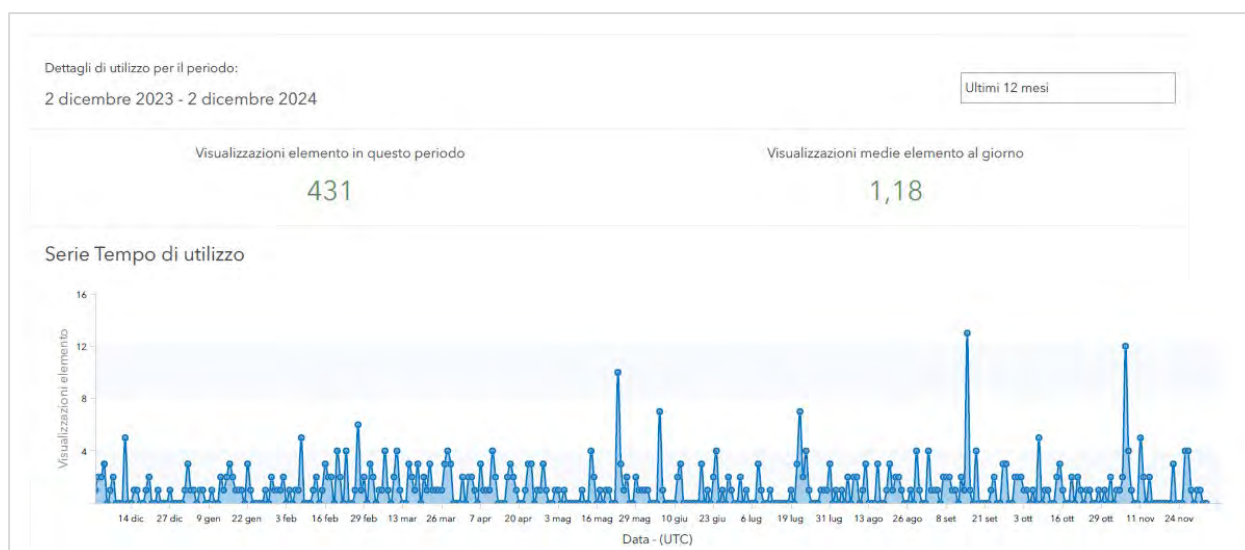 Dettagli di utilizzo per il periodo:
2 dicembre 2023 - 2 dicembre 2024
Ultimi 12 mesi
Visualizzazioni elemento in questo periodo
Visualizzazioni medie elemento al giorno
431
1,18
Serie Tempo di utilizzo
Visualizzazioni elemento
16
12
8
4
14 dic 27 dic 9 gen 22 gen 3 feb 16 feb 29 feb 13 mar 26 mar 7 apr 20 apr 3 mag 16 mag 29 mag 10 giu 23 giu 6 lug 19 lug 31 lug 13 ago 26 ago 8 set 21 set 3 ott 16 ott 29 ott 11 nov 24 nov
Data - (UTC)